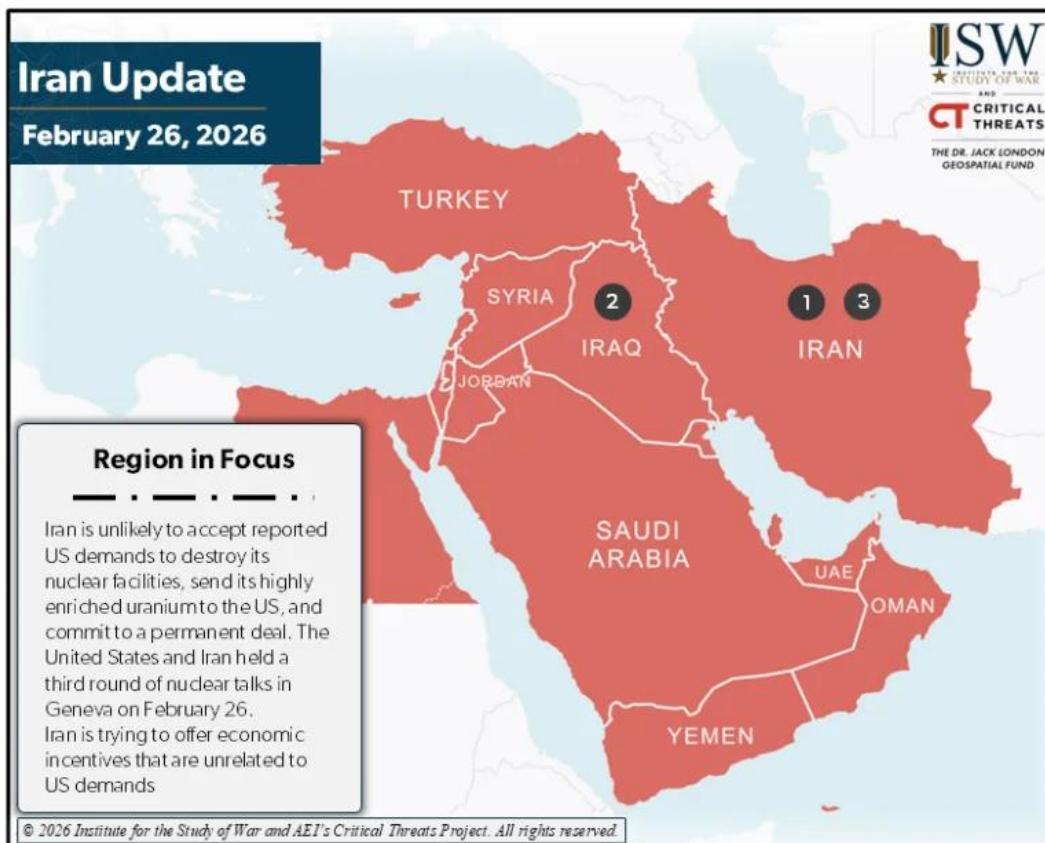 Iran Update
February 26, 2026
ISW
INSTITUTE FOR THE
STUDY OF WAR
AND
CT CRITICAL
THREATS
THE DR. JACK LONDON
GEOSPATIAL FUND
TURKEY
SYRIA
2
1
3
IRAQ
IRAN
JORDAN
SAUDI
ARABIA
UAE
OMAN
YEMEN
Region in Focus
Iran is unlikely to accept reported
US demands to destroy its
nuclear facilities, send its highly
enriched uranium to the US, and
commit to a permanent deal. The
United States and Iran held a
third round of nuclear talks in
Geneva on February 26.
Iran is trying to offer economic
incentives that are unrelated to
US demands
© 2026 Institute for the Study of War and AEI's Critical Threats Project. All rights reserved.